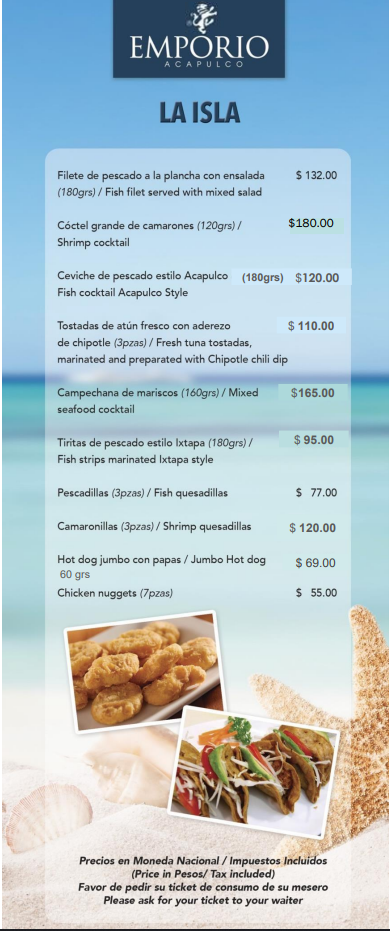 EMPORIO
ACAPULCO
LA ISLA
Filete de pescado a la plancha con ensalada $ 132.00
(180grs) / Fish filet served with mixed salad
Cóctel grande de camarones (120grs) / $180.00
Shrimp cocktail
Ceviche de pescado estilo Acapulco (180grs) $120.00
Fish cocktail Acapulco Style
Tostadas de atún fresco con aderezo $ 110.00
de chipotle (3pzas) / Fresh tuna tostadas,
marinated and preparated with Chipotle chili dip
Campechana de mariscos (160grs) / Mixed $165.00
seafood cocktail
Tiritas de pescado estilo Ixtapa (180grs) / $ 95.00
Fish strips marinated Ixtapa style
Pescadillas (3pzas) / Fish quesadillas $ 77.00
Camaronillas (3pzas) / Shrimp quesadillas $ 120.00
Hot dog jumbo con papas / Jumbo Hot dog $ 69.00
60 grs
Chicken nuggets (7pzas) $ 55.00
Precios en Moneda Nacional / Impuestos Incluídos
(Price in Pesos/ Tax included)
Favor de pedir su ticket de consumo de su mesero
Please ask for your ticket to your waiter